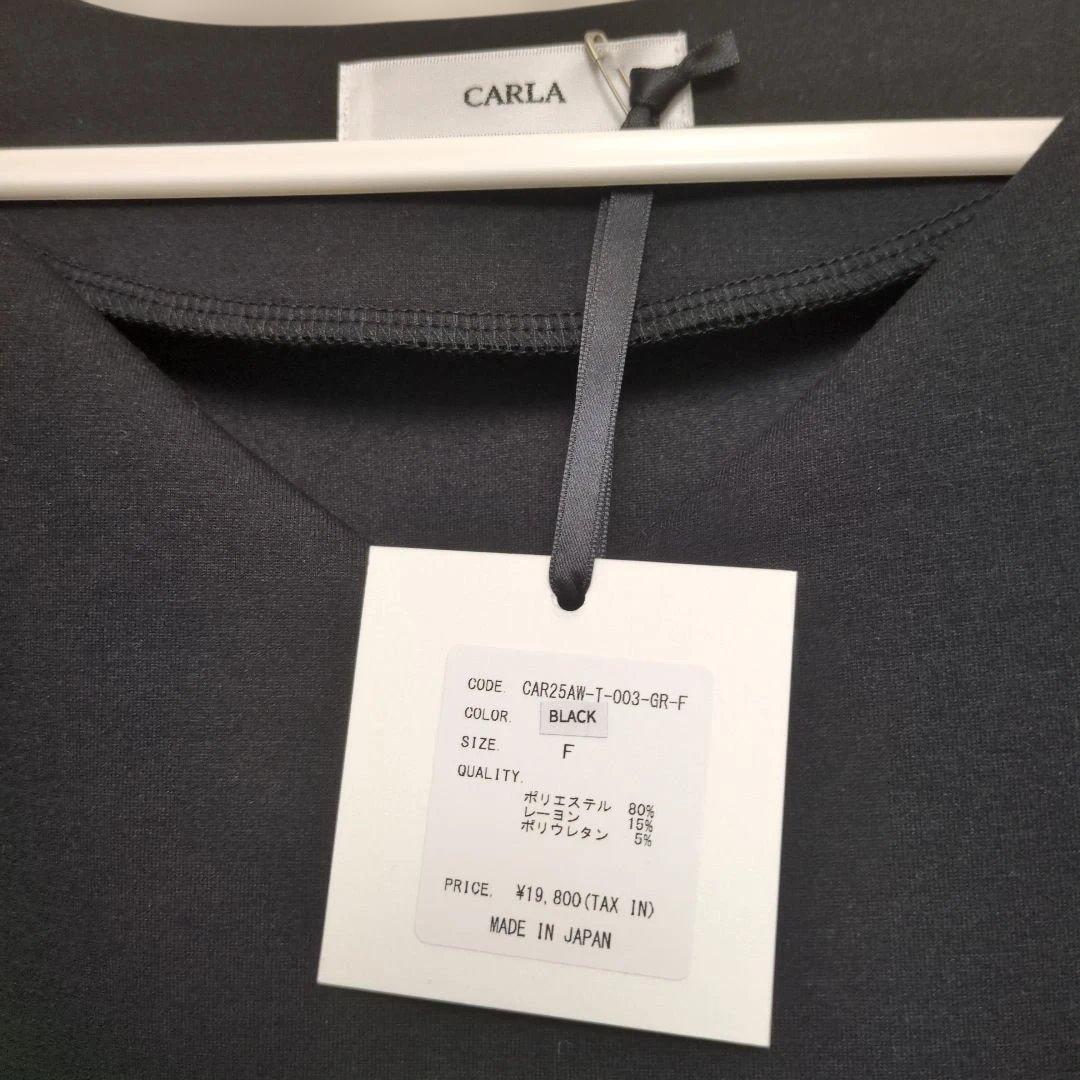 CARLA
CODE. CAR25AW-T-003-GR-F
COLOR. BLACK
SIZE. F
QUALITY.
ポリエステル 80%
レーヨン 15%
ポリウレタン 5%
PRICE. ¥19,800(TAX IN)
MADE IN JAPAN